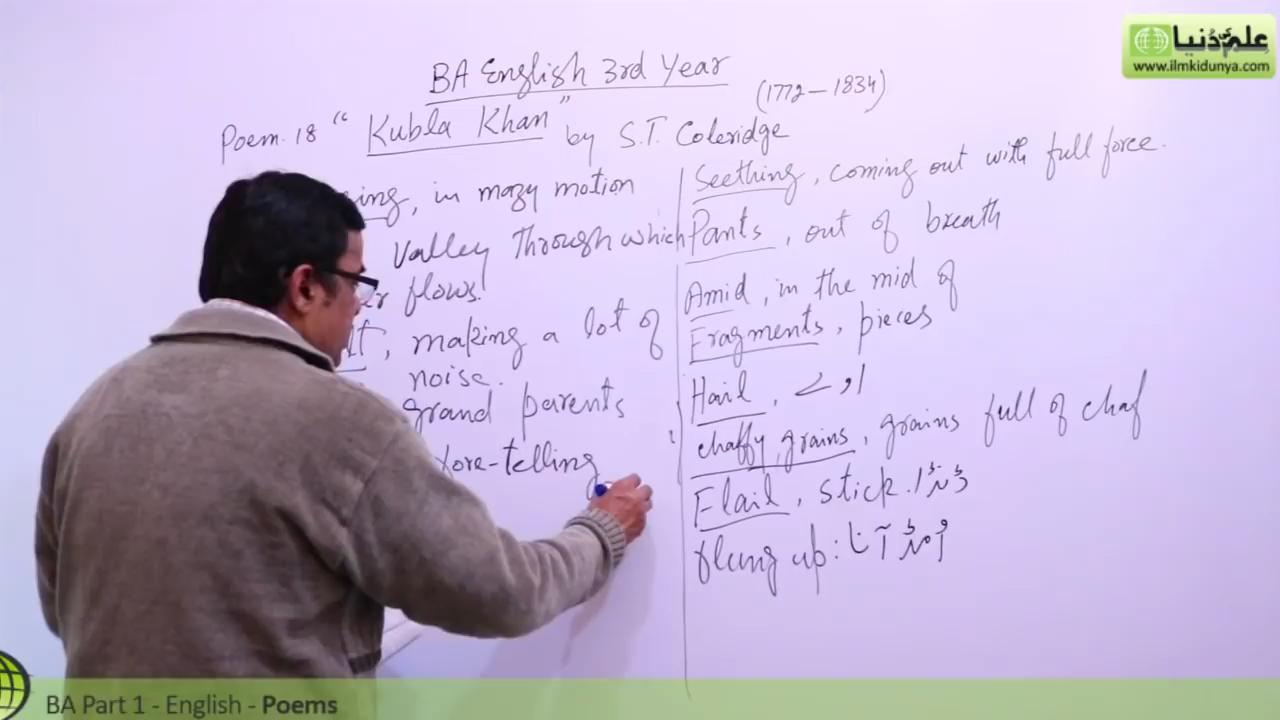 علم کی دُنیا
www.ilmkidunya.com
BA English 3rd Year
(1772 – 1834)
Poem. 18 "Kubla Khan" by S.T. Coleridge
ing, in mazy motion
valley through which
flows.
, making a lot of
noise.
grand parents
fore-telling
Seething, coming out with full force.
Pants, out of breath
Amid, in the mid of
Fragments, pieces
Hail, اولے
chaffy grains, grains full of chaf
Flail, stick. ڈنڈا
flung up:
BA Part 1 - English - Poems